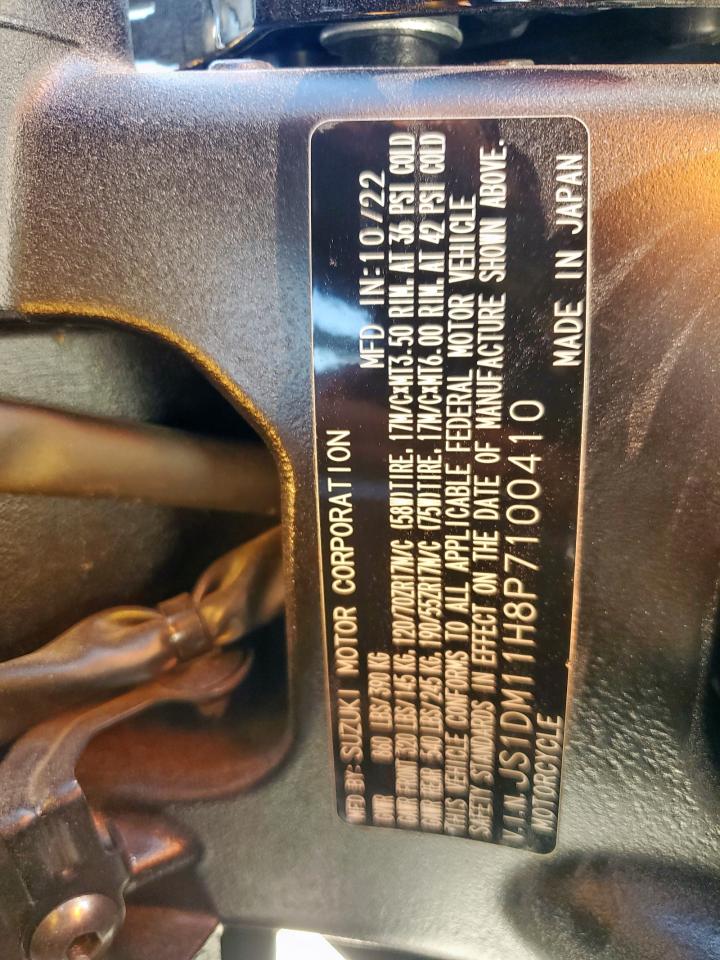 MFD BY: SUZUKI MOTOR CORPORATION
GVWR 860 LBS/390 KG MFD IN: 10/22
GAWR FRONT 320 LBS/145 KG, 120/70ZR17M/C (58W)TIRE, 17M/C×MT3.50 RIM, AT 36 PSI COLD
GAWR REAR 540 LBS/245 KG, 190/55ZR17M/C (75W)TIRE, 17M/C×MT6.00 RIM, AT 42 PSI COLD
THIS VEHICLE CONFORMS TO ALL APPLICABLE FEDERAL MOTOR VEHICLE
SAFETY STANDARDS IN EFFECT ON THE DATE OF MANUFACTURE SHOWN ABOVE.
V.I.N. JS1DM11H8P7100410
MOTORCYCLE MADE IN JAPAN